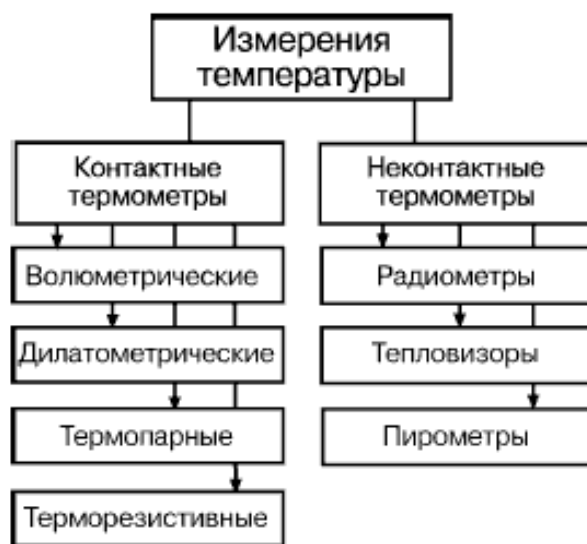 Измерения
температуры
Контактные
термометры
Волюметрические
Дилатометрические
Термопарные
Терморезистивные
Неконтактные
термометры
Радиометры
Тепловизоры
Пирометры